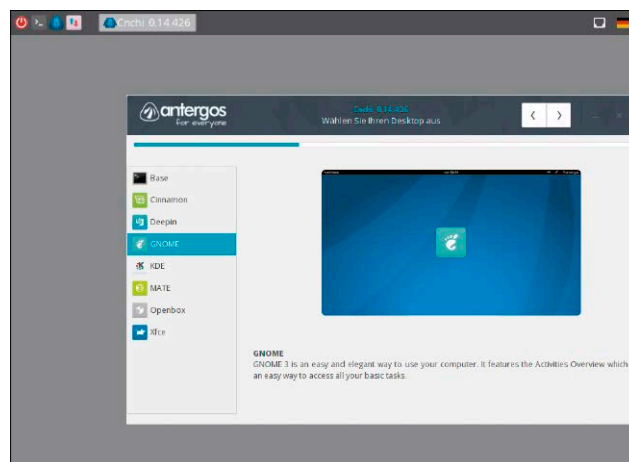 Cnchi 0.14.426
antergos
for everyone
Cnchi 0.14.426
Wählen Sie Ihren Desktop aus
Base
Cinnamon
Deepin
GNOME
KDE
MATE
Openbox
Xfce
GNOME
GNOME 3 is an easy and elegant way to use your computer. It features the Activities Overview which
an easy way to access all your basic tasks.